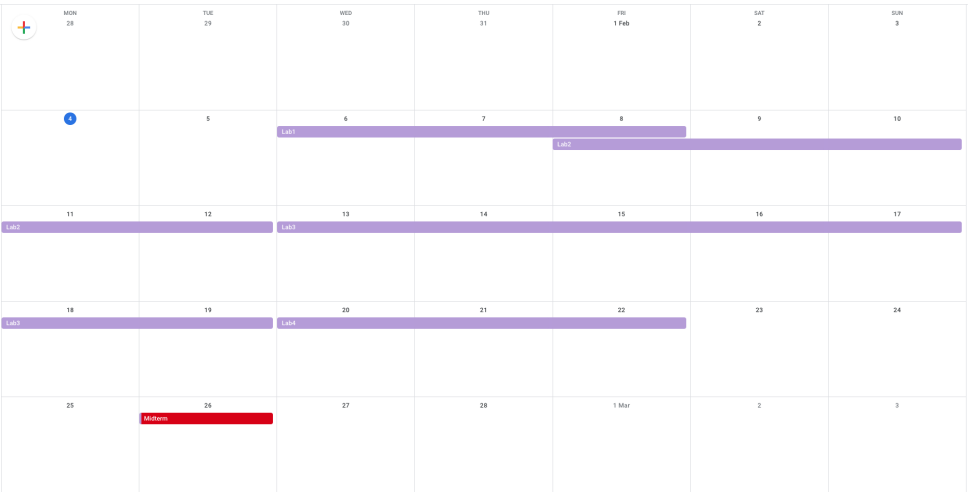 MON TUE WED THU FRI SAT SUN
28 29 30 31 1 Feb 2 3
4 5 6 7 8 9 10
Lab1
Lab2
11 12 13 14 15 16 17
Lab2 Lab3
18 19 20 21 22 23 24
Lab3 Lab4
25 26 27 28 1 Mar 2 3
Midterm